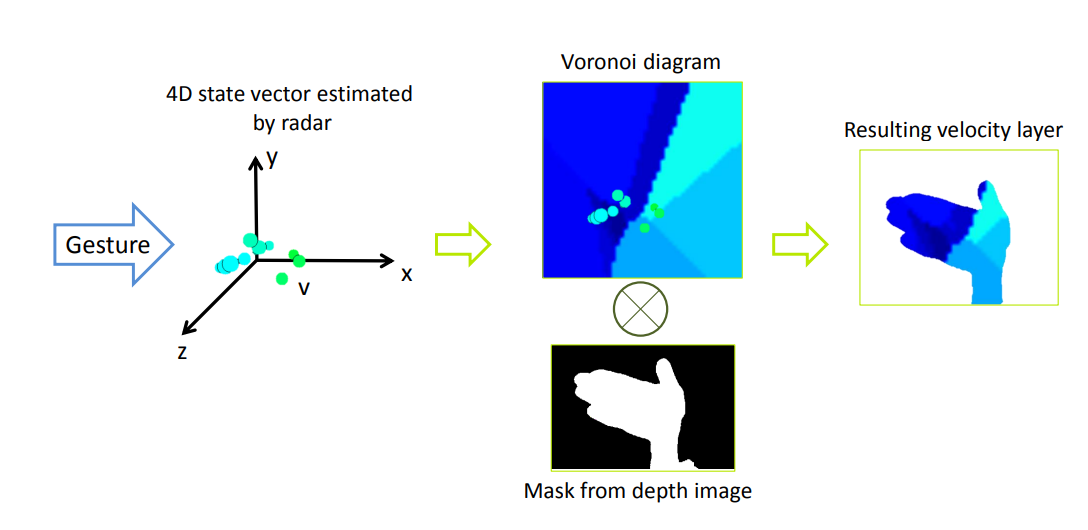 Gesture
4D state vector estimated
by radar
y
x
v
z
Voronoi diagram
Mask from depth image
Resulting velocity layer